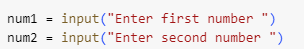 num1 = input("Enter first number ")
num2 = input("Enter second number ")